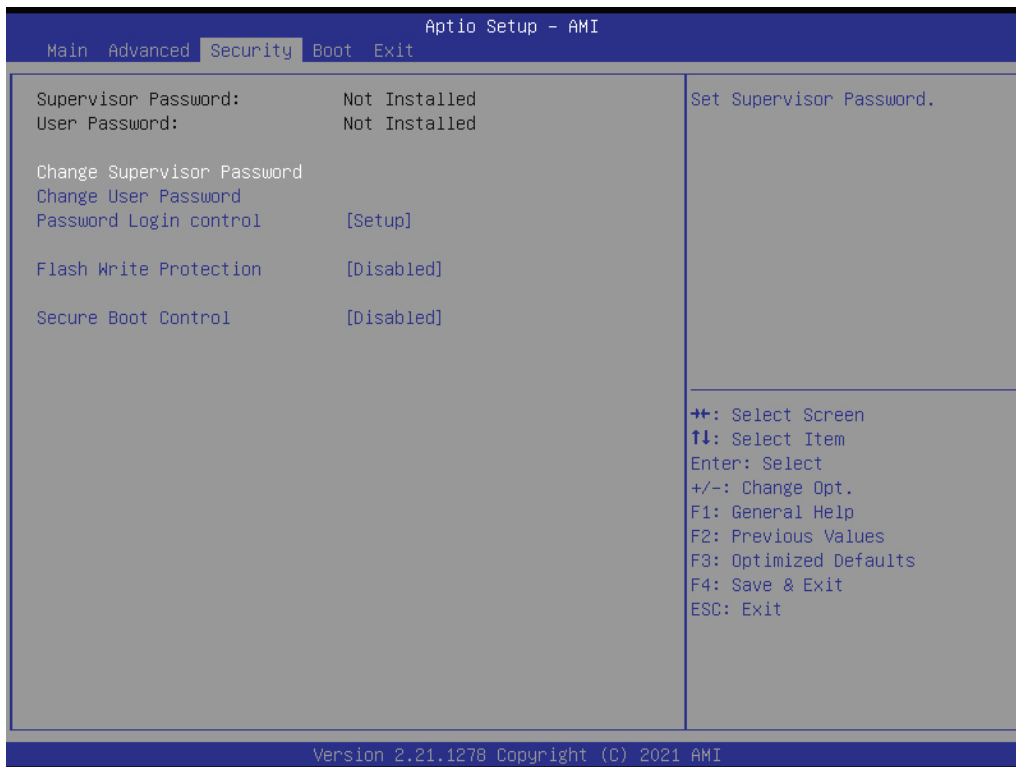 Aptio Setup – AMI
Main Advanced Security Boot Exit
Supervisor Password: Not Installed
User Password: Not Installed
Change Supervisor Password
Change User Password
Password Login control [Setup]
Flash Write Protection [Disabled]
Secure Boot Control [Disabled]
Set Supervisor Password.
→←: Select Screen
↑↓: Select Item
Enter: Select
+/-: Change Opt.
F1: General Help
F2: Previous Values
F3: Optimized Defaults
F4: Save & Exit
ESC: Exit
Version 2.21.1278 Copyright (C) 2021 AMI